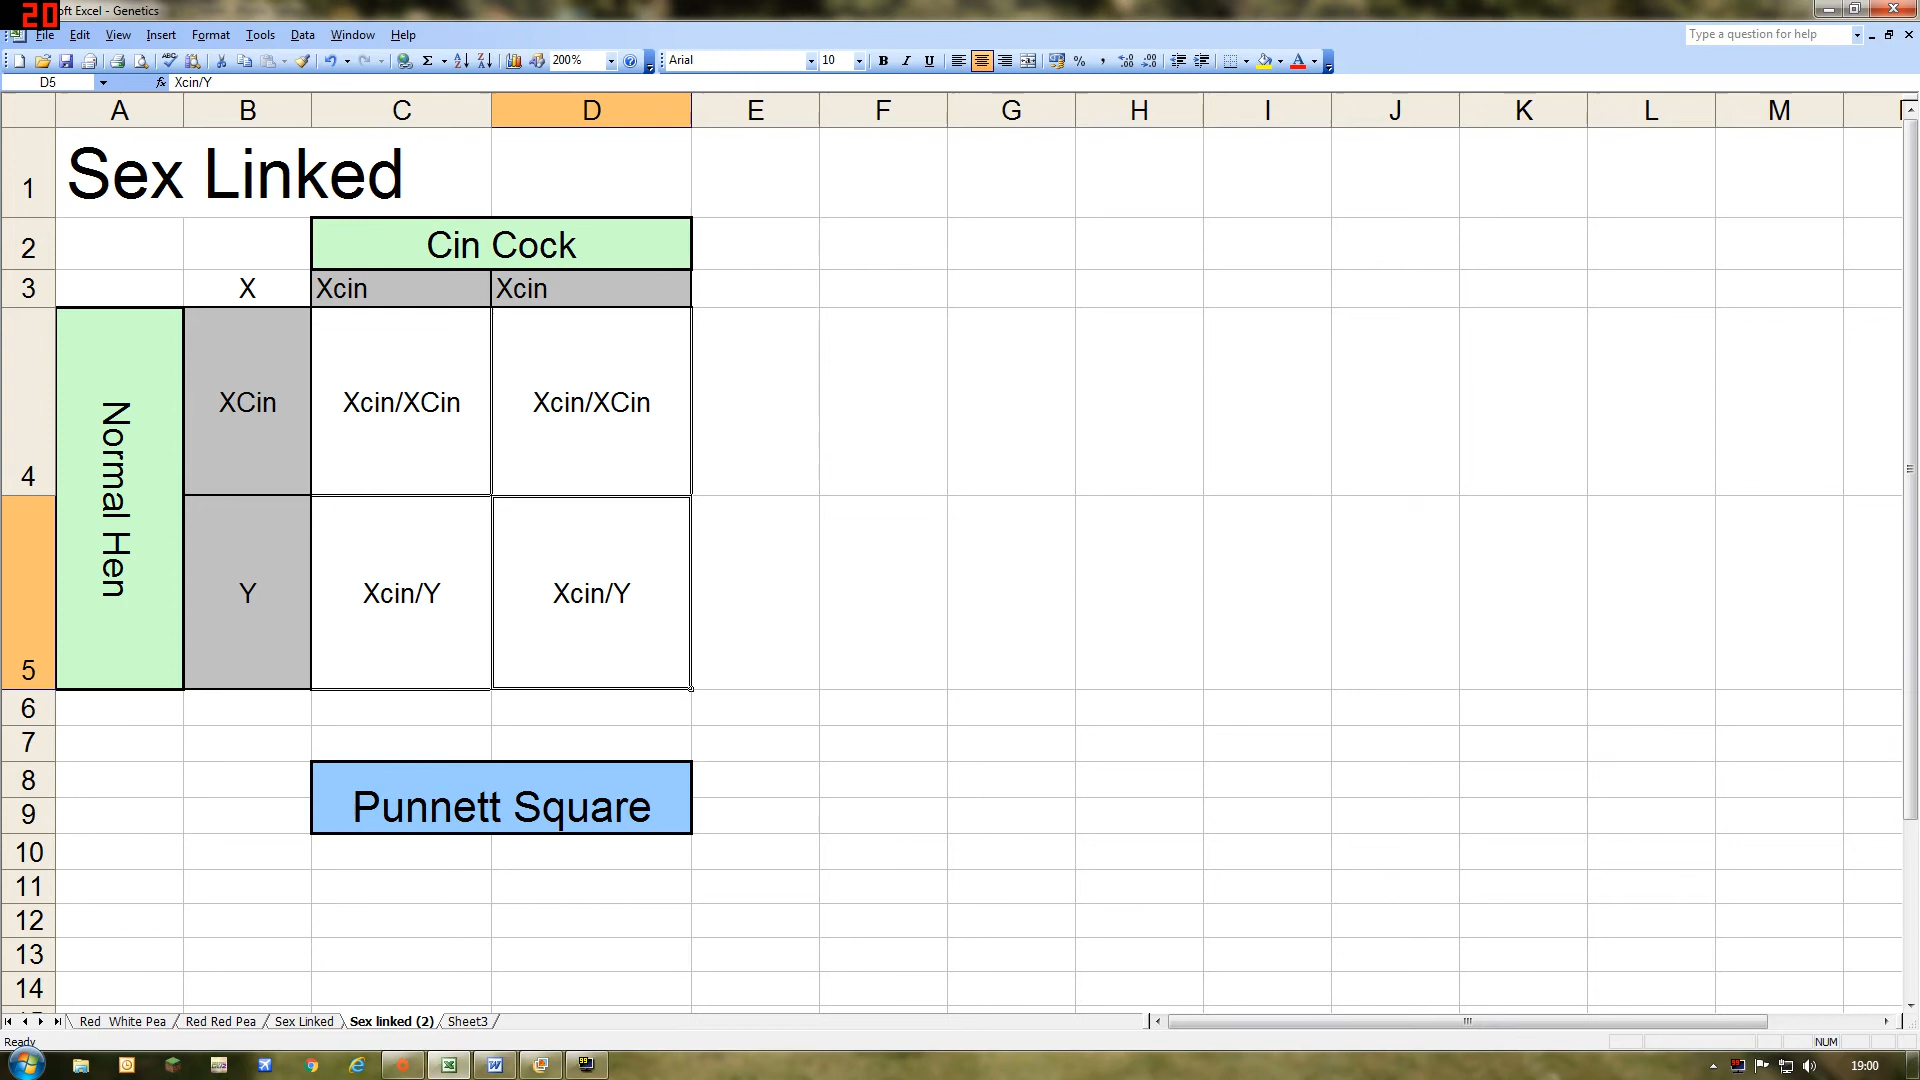 20
oft Excel - Genetics
File Edit View Insert Format Tools Data Window Help
Type a question for help
200% Arial 10 B I U
D5 fx Xcin/Y
A B C D E F G H I J K L M
1 Sex Linked
2 Cin Cock
3 X Xcin Xcin
4 XCin Xcin/XCin Xcin/XCin
Normal Hen
5 Y Xcin/Y Xcin/Y
6
7
8
9 Punnett Square
10
11
12
13
14
Red White Pea Red Red Pea Sex Linked Sex linked (2) Sheet3
Ready NUM
19:00